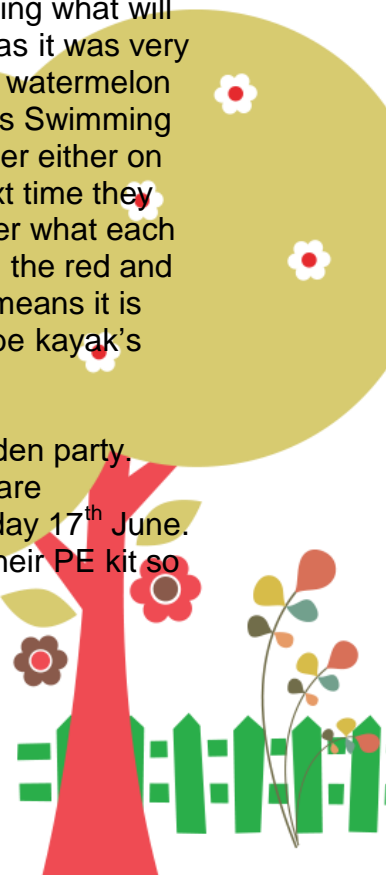 ing what will
as it was very
watermelon
s Swimming
er either on
xt time they
er what each
the red and
means it is
oe kayak's
den party.
are
day 17th June.
heir PE kit so